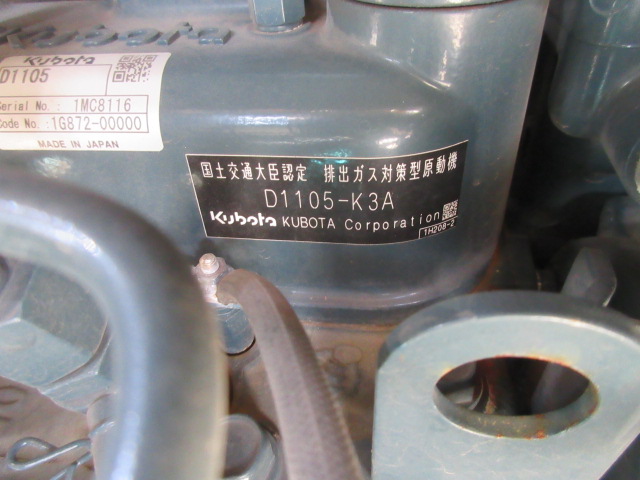 Kubota
Kubota
D1105
Serial No. : 1MC8116
Code No. : 1G872-00000
MADE IN JAPAN
国土交通大臣認定 排出ガス対策型原動機
D1105-K3A
Kubota KUBOTA Corporation
1H208-2